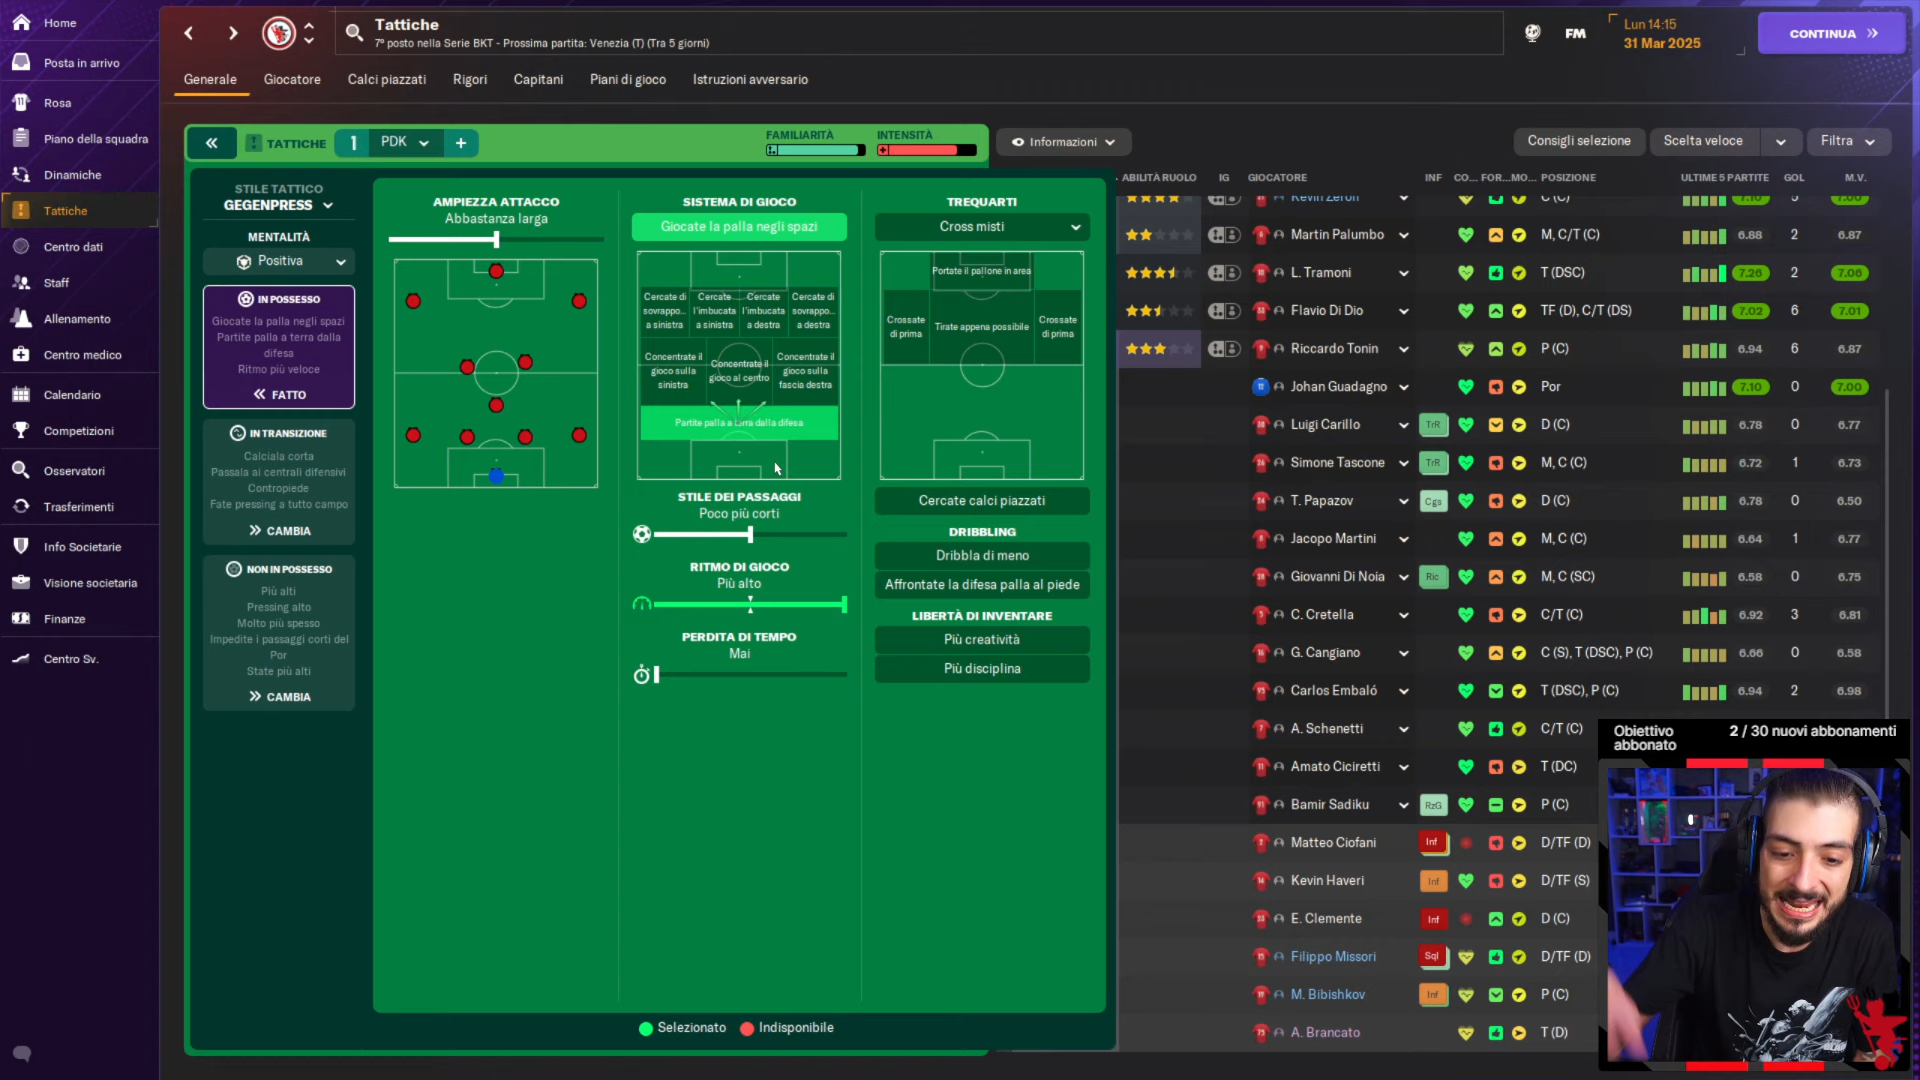 Home
Posta in arrivo
Rosa
Piano della squadra
Dinamiche
Tattiche
Centro dati
Staff
Allenamento
Centro medico
Calendario
Competizioni
Osservatori
Trasferimenti
Info Societarie
Visione societaria
Finanze
Centro Sv.
Tattiche
7º posto nella Serie BKT - Prossima partita: Venezia (T) (Tra 5 giorni)
FM
Lun 14:15
31 Mar 2025
CONTINUA
Generale
Giocatore
Calci piazzati
Rigori
Capitani
Piani di gioco
Istruzioni avversario
TATTICHE
1
PDK
+
FAMILIARITÀ
INTENSITÀ
Informazioni
Consigli selezione
Scelta veloce
Filtra
STILE TATTICO
GEGENPRESS
MENTALITÀ
Positiva
IN POSSESSO
Giocate la palla negli spazi
Partite palla a terra dalla
difesa
Ritmo più veloce
FATTO
IN TRANSIZIONE
Calciala corta
Passala ai centrali difensivi
Contropiede
Fate pressing a tutto campo
CAMBIA
NON IN POSSESSO
Più alti
Pressing alto
Molto più spesso
Impedite i passaggi corti del
Por
State più alti
CAMBIA
AMPIEZZA ATTACCO
Abbastanza larga
SISTEMA DI GIOCO
Giocate la palla negli spazi
Cercate di
sovrappo...
a sinistra
Cercate
l'imbucata
a sinistra
Cercate
l'imbucata
a destra
Cercate di
sovrappo...
a destra
Concentrate il
gioco sulla
sinistra
Concentrate il
gioco al centro
Concentrate il
gioco sulla
fascia destra
Partite palla a terra dalla difesa
STILE DEI PASSAGGI
Poco più corti
RITMO DI GIOCO
Più alto
PERDITA DI TEMPO
Mai
TREQUARTI
Cross misti
Portate il pallone in area
Crossate
di prima
Tirate appena possibile
Crossate
di prima
Cercate calci piazzati
DRIBBLING
Dribbla di meno
Affrontate la difesa palla al piede
LIBERTÀ DI INVENTARE
Più creatività
Più disciplina
Selezionato
Indisponibile
ABILITÀ RUOLO IG GIOCATORE INF CO... FOR... MO... POSIZIONE ULTIME 5 PARTITE GOL M.V.
Kevin Zeroli C (C) 7.10 5 7.00
Martin Palumbo M, C/T (C) 6.88 2 6.87
L. Tramoni T (DSC) 7.26 2 7.06
Flavio Di Dio TF (D), C/T (DS) 7.02 6 7.01
Riccardo Tonin P (C) 6.94 6 6.87
Johan Guadagno Por 7.10 0 7.00
Luigi Carillo TrR D (C) 6.78 0 6.77
Simone Tascone TrR M, C (C) 6.72 1 6.73
T. Papazov Cgs D (C) 6.78 0 6.50
Jacopo Martini M, C (C) 6.64 1 6.77
Giovanni Di Noia Ric M, C (SC) 6.58 0 6.75
C. Cretella C/T (C) 6.92 3 6.81
G. Cangiano C (S), T (DSC), P (C) 6.66 0 6.58
Carlos Embaló T (DSC), P (C) 6.94 2 6.98
A. Schenetti C/T (C)
Amato Ciciretti T (DC)
Bamir Sadiku RzG P (C)
Matteo Ciofani Inf D/TF (D)
Kevin Haveri Inf D/TF (S)
E. Clemente Inf D (C)
Filippo Missori Sql D/TF (D)
M. Bibishkov Inf P (C)
A. Brancato T (D)
Obiettivo
abbonato
2 / 30 nuovi abbonamenti